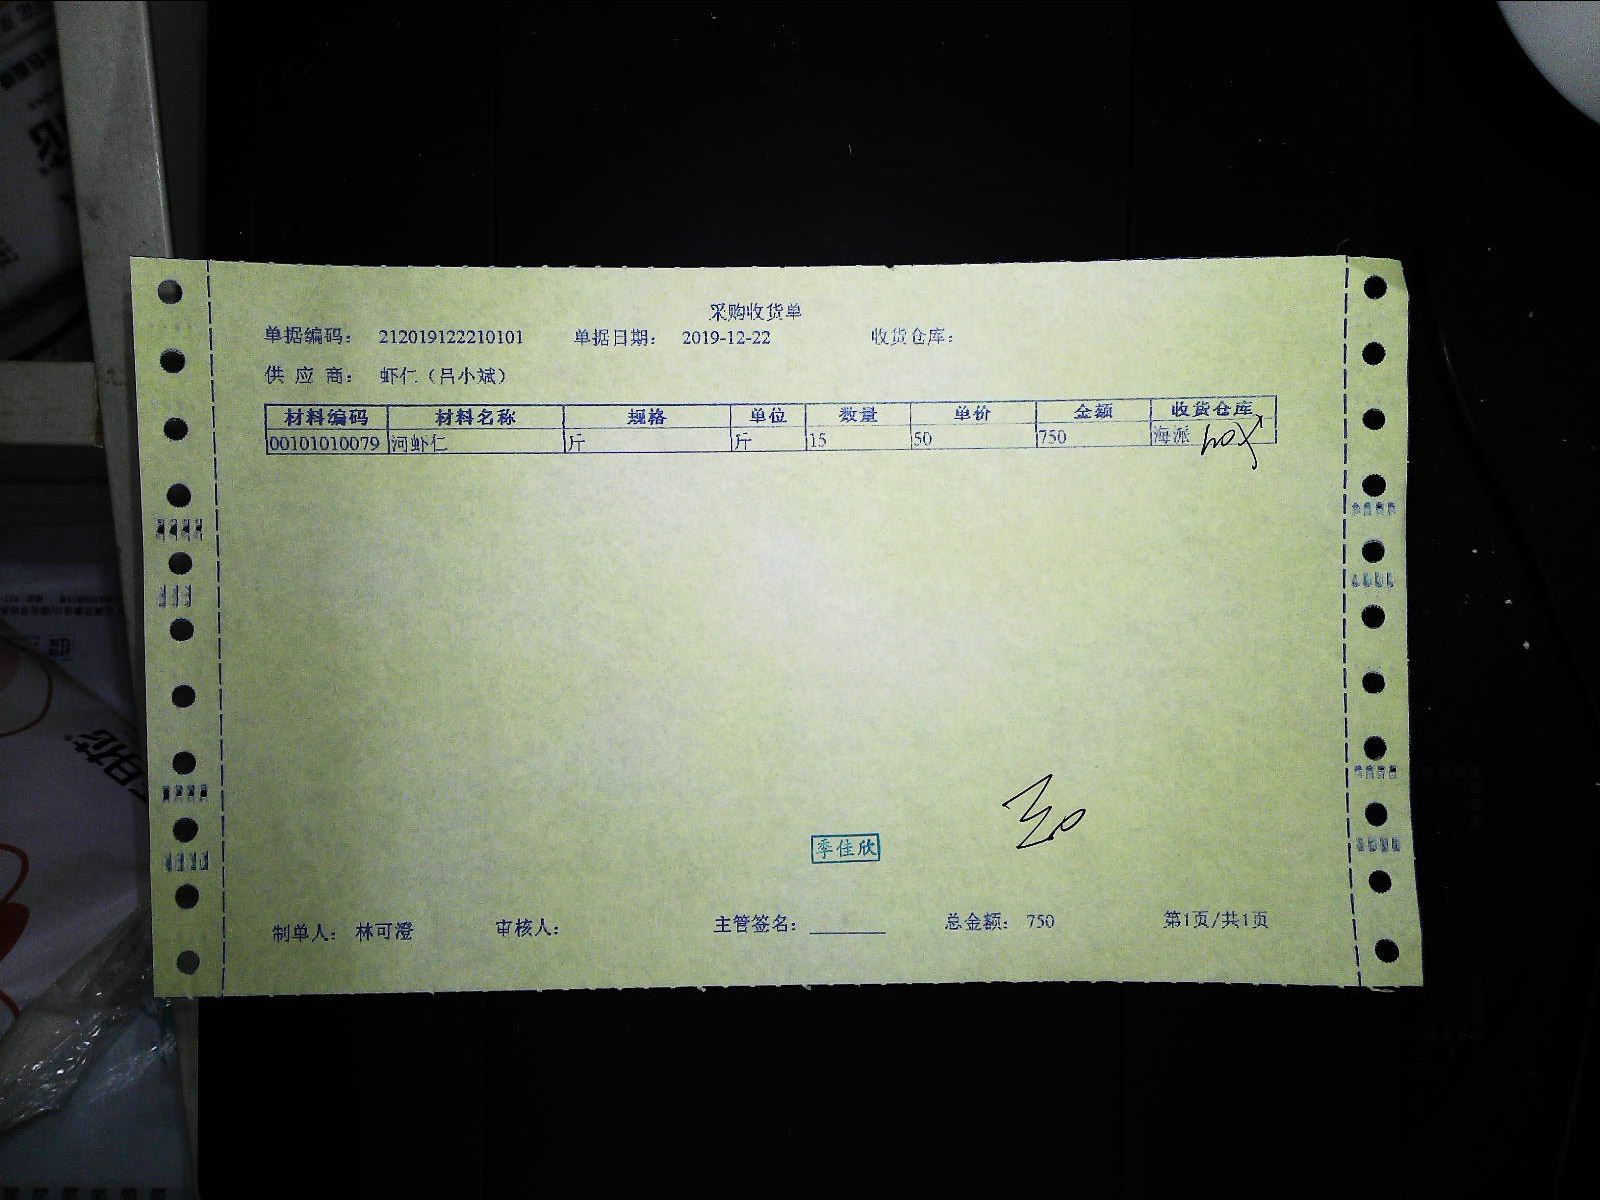 采购收货单
单据编码： 212019122210101 单据日期： 2019-12-22 收货仓库：
供 应 商： 虾仁（吕小斌）
材料编码 材料名称 规格 单位 数量 单价 金额 收货仓库
00101010079 河虾仁 斤 斤 15 50 750 海派
季佳欣
制单人： 林可澄 审核人： 主管签名： 总金额： 750 第1页/共1页